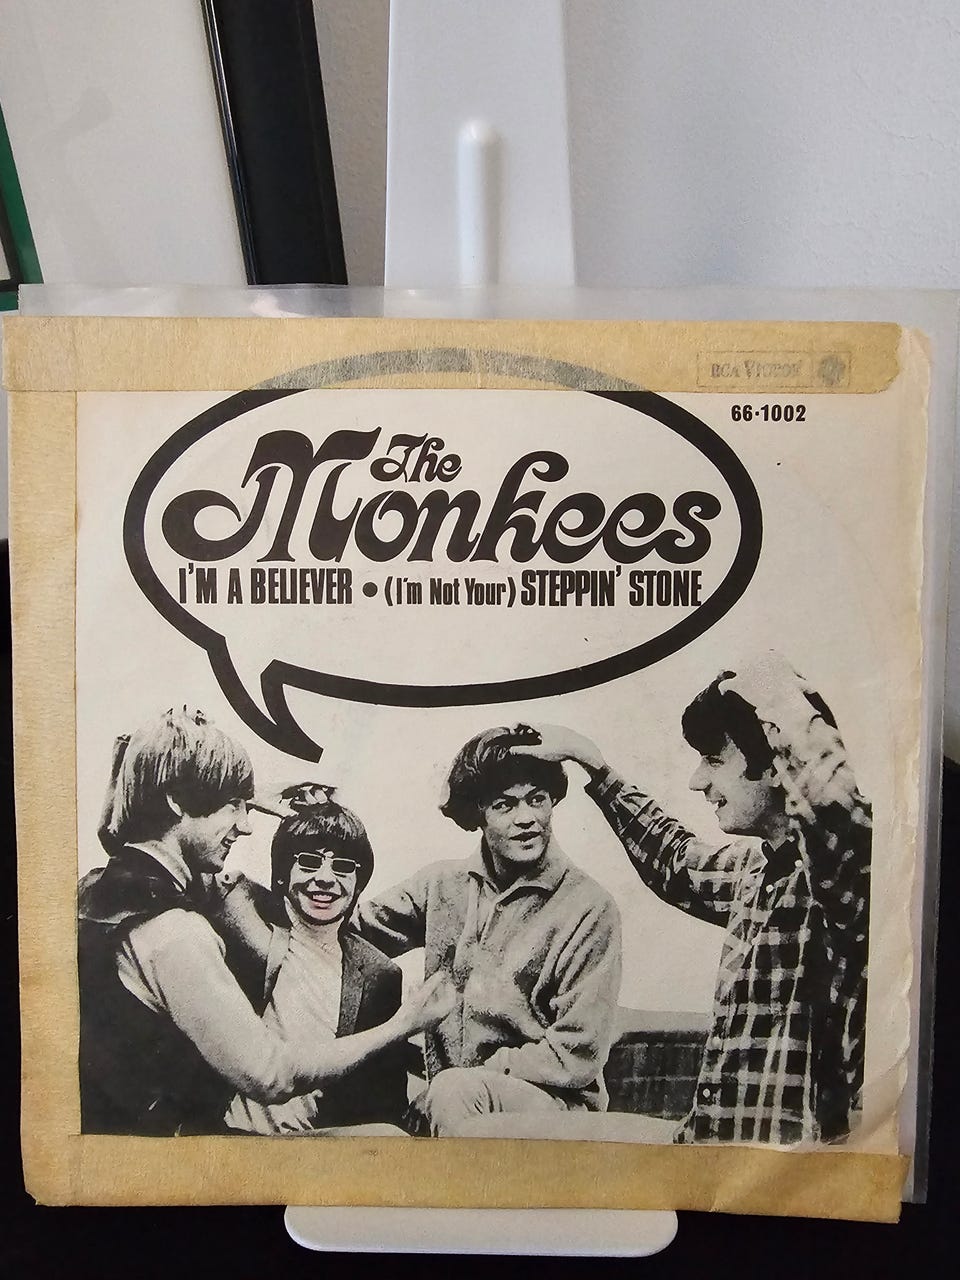 RCA VICTOR
66·1002
The
Monkees
I'M A BELIEVER • (I'm Not Your) STEPPIN' STONE